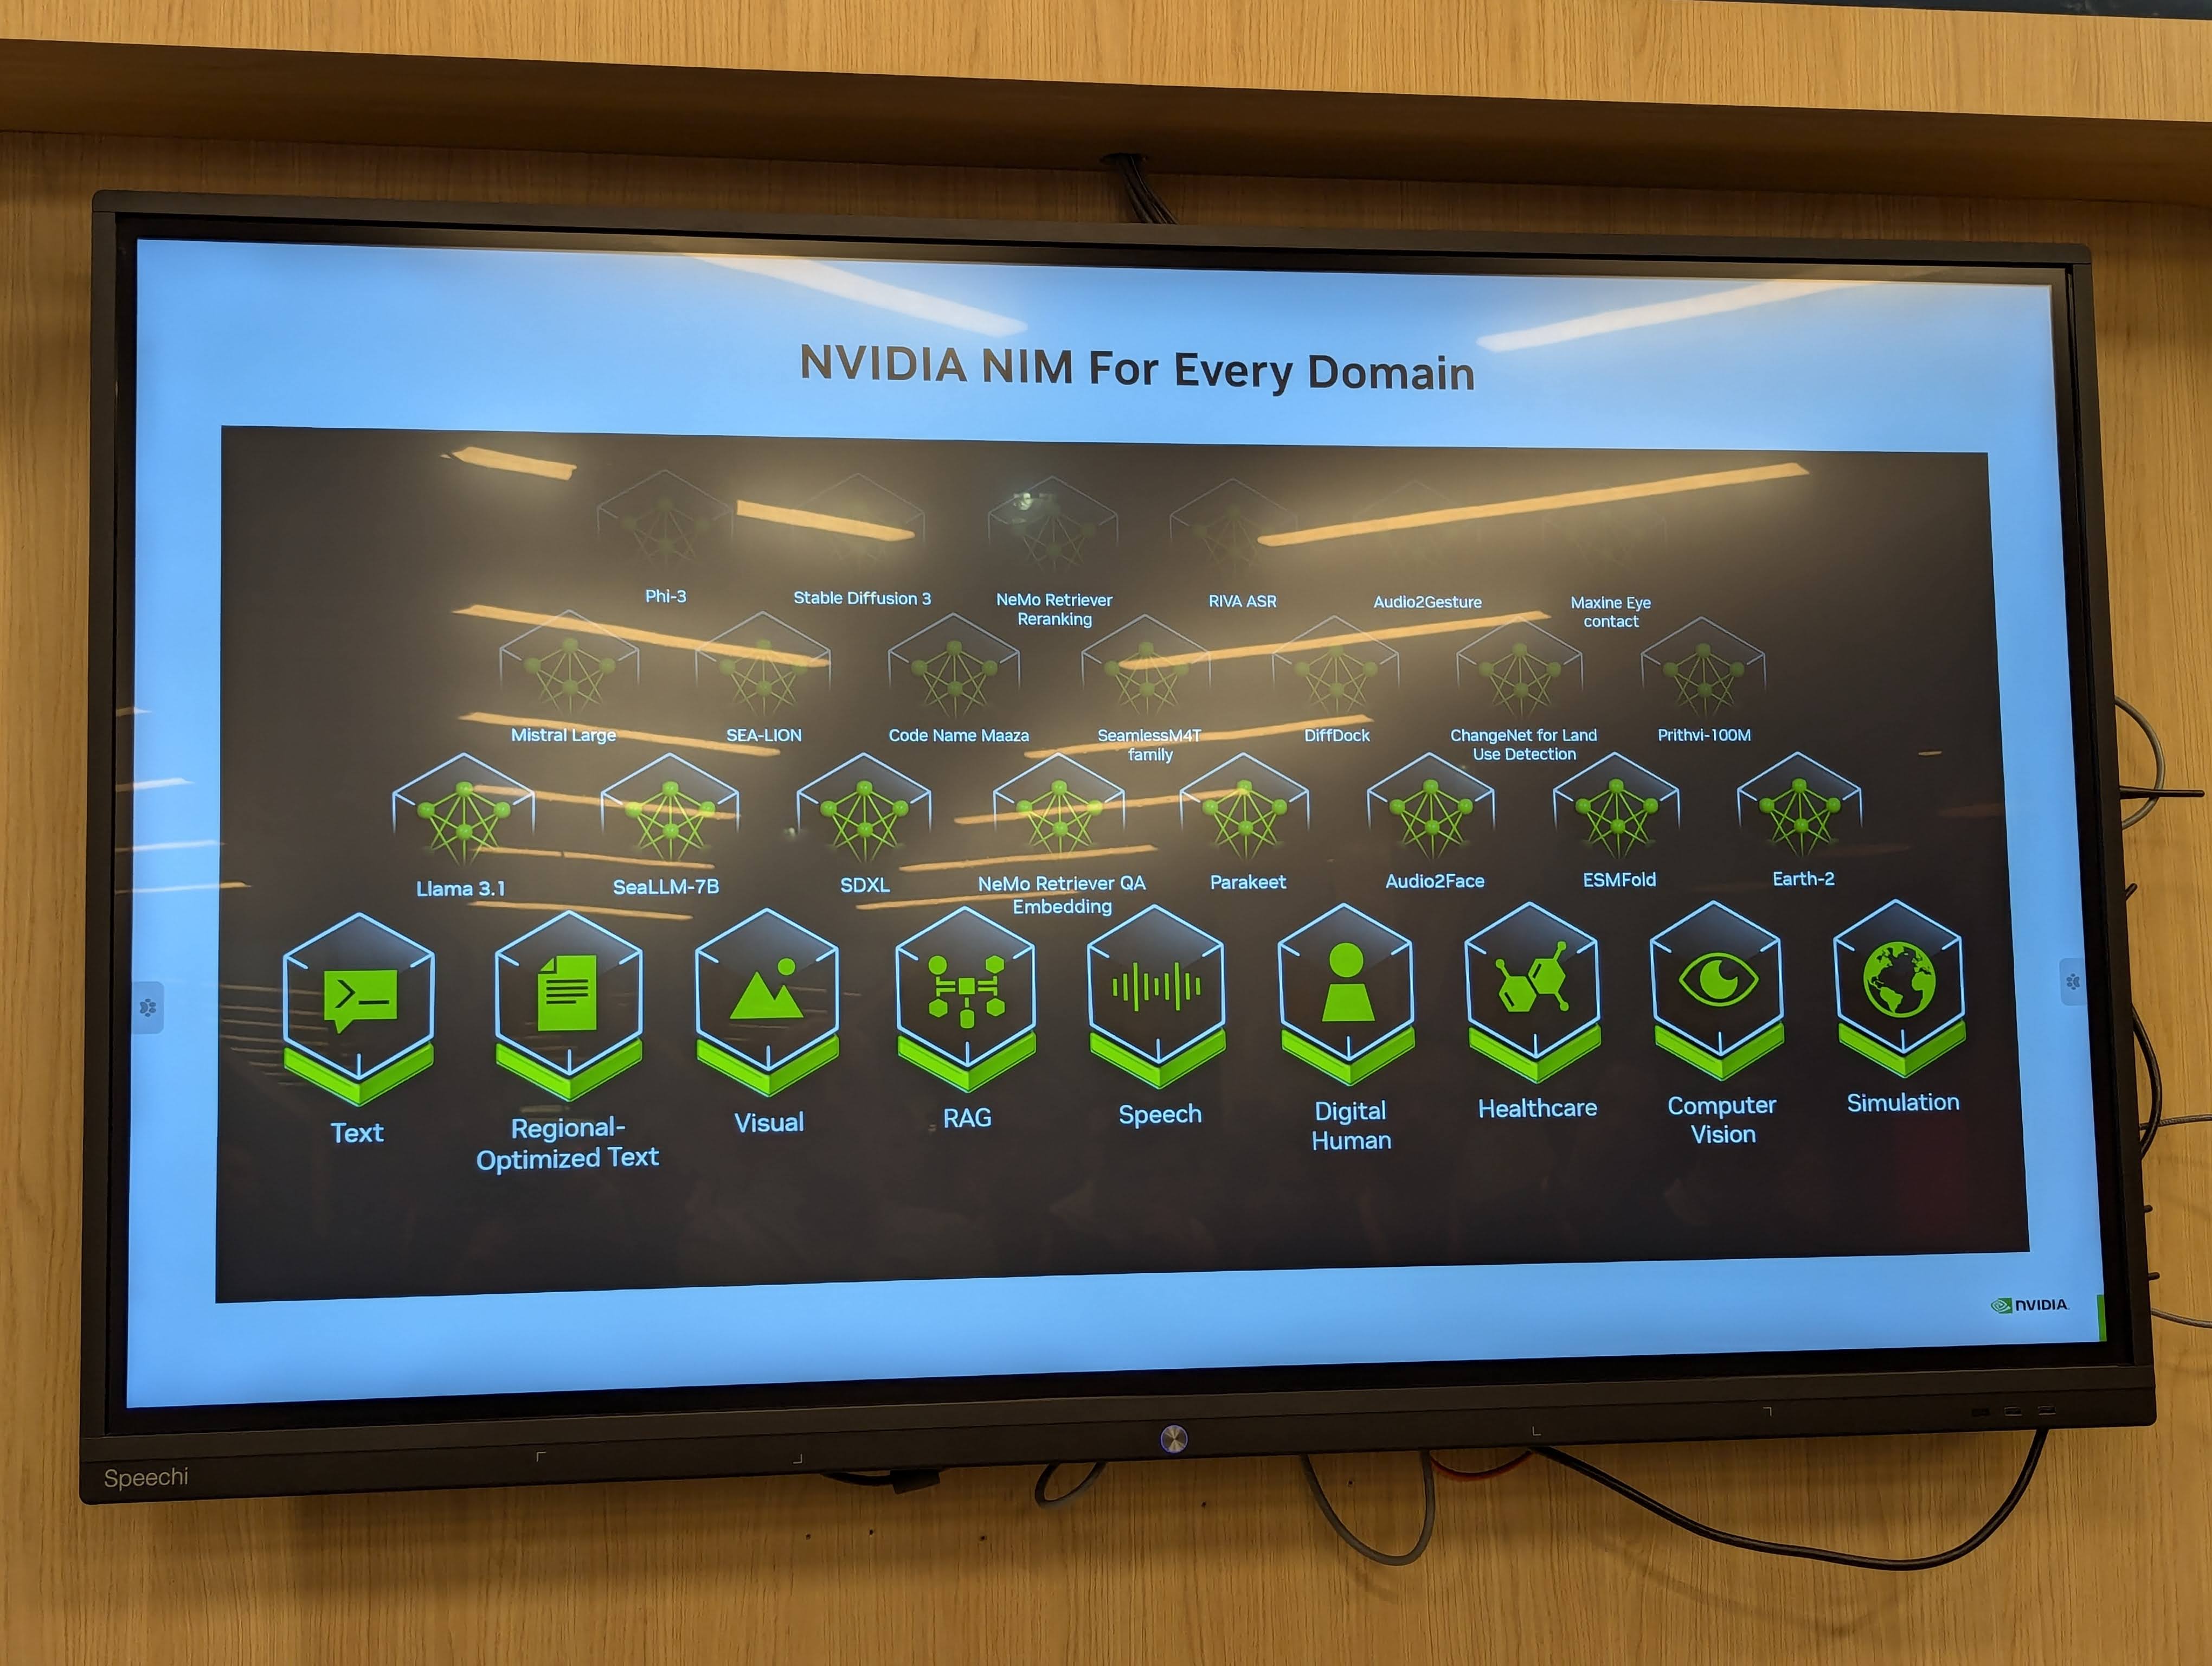 NVIDIA NIM For Every Domain
Phi-3
Stable Diffusion 3
NeMo Retriever
Reranking
RIVA ASR
Audio2Gesture
Maxine Eye
contact
Mistral Large
SEA-LION
Code Name Maaza
SeamlessM4T
family
DiffDock
ChangeNet for Land
Use Detection
Prithvi-100M
Llama 3.1
SeaLLM-7B
SDXL
NeMo Retriever QA
Embedding
Parakeet
Audio2Face
ESMFold
Earth-2
Text
Regional-
Optimized Text
Visual
RAG
Speech
Digital
Human
Healthcare
Computer
Vision
Simulation
NVIDIA
Speechi